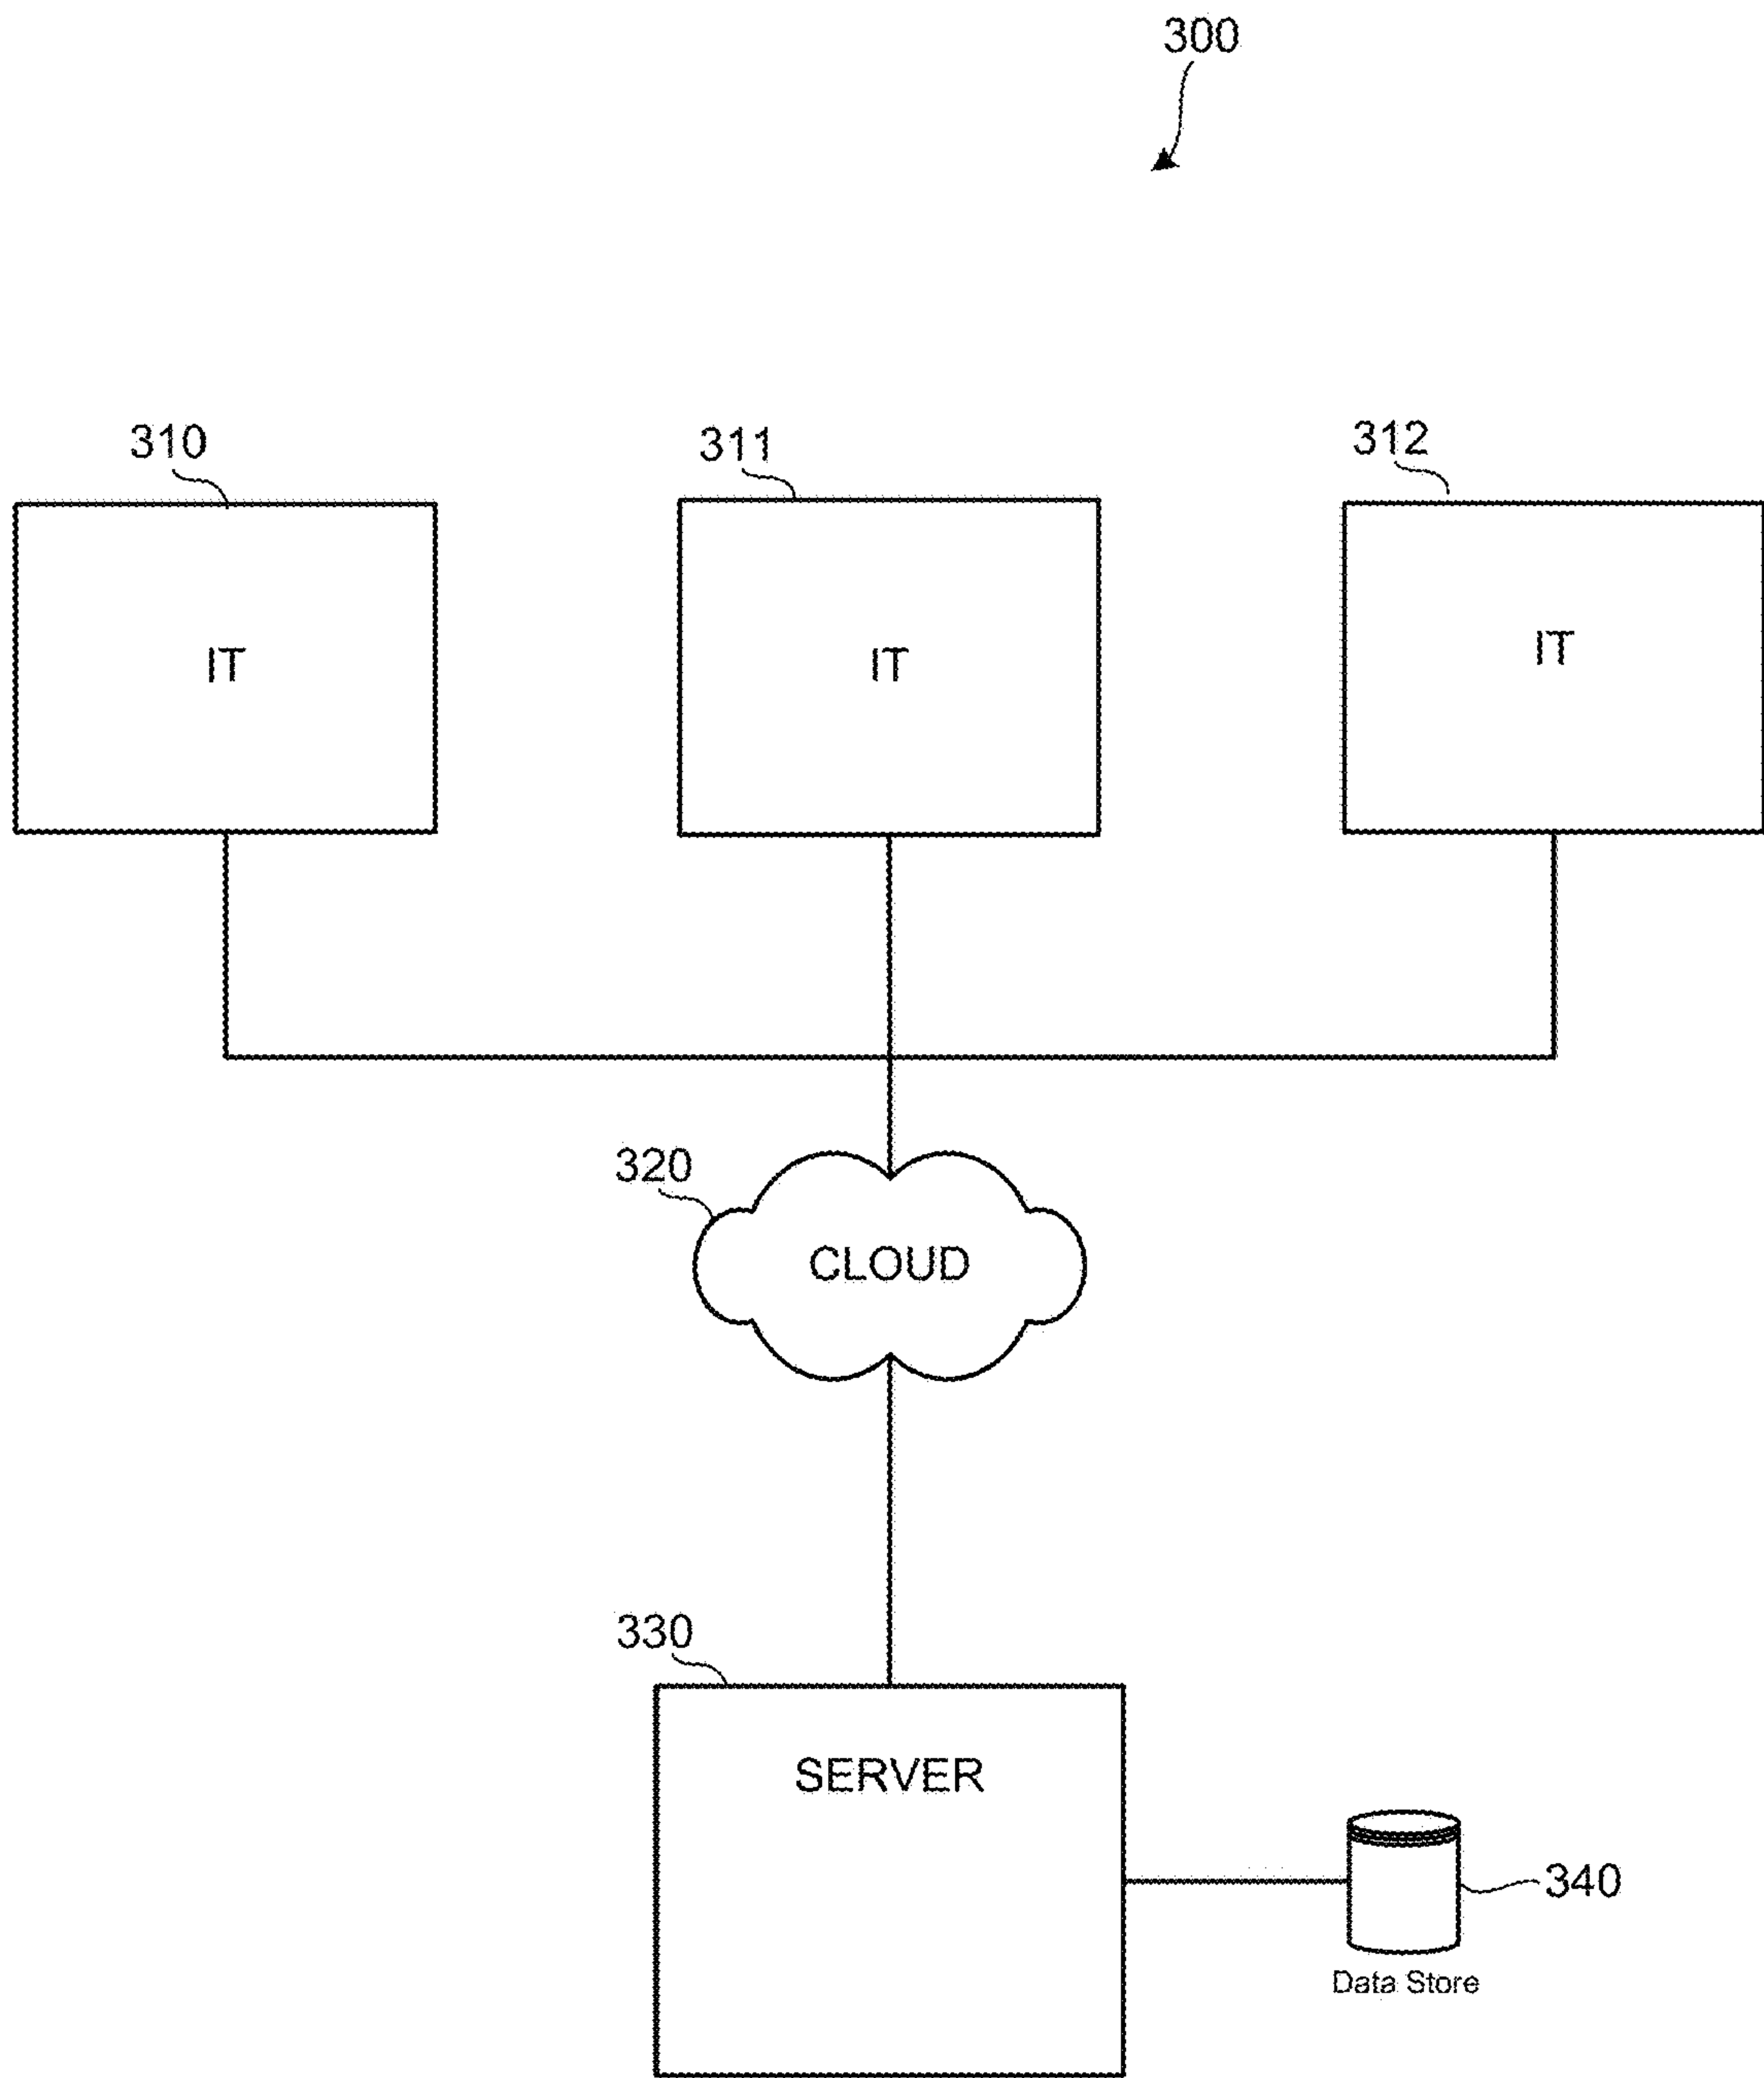 300
310
311
312
IT
IT
IT
320
CLOUD
330
SERVER
340
Data Store